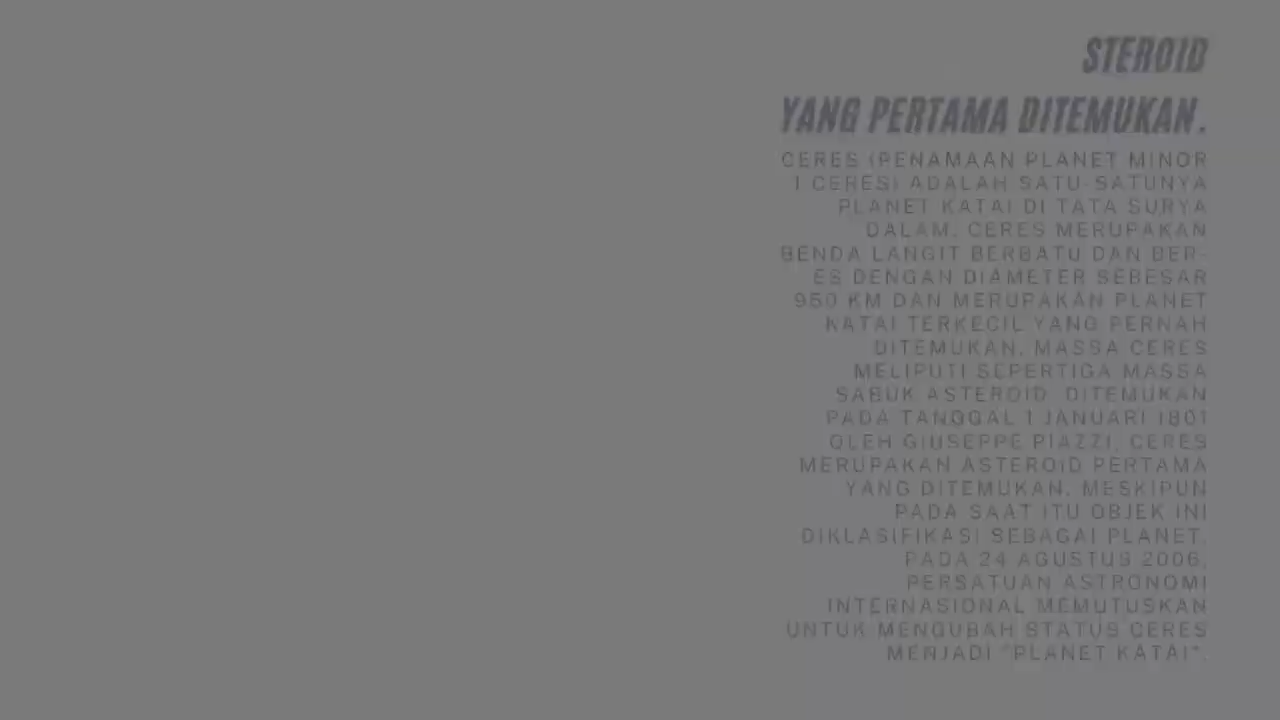 STEROID
YANG PERTAMA DITEMUKAN.
CERES (PENAMAAN PLANET MINOR
1 CERES) ADALAH SATU-SATUNYA
PLANET KATAI DI TATA SURYA
DALAM. CERES MERUPAKAN
BENDA LANGIT BERBATU DAN BER-
ES DENGAN DIAMETER SEBESAR
950 KM DAN MERUPAKAN PLANET
KATAI TERKECIL YANG PERNAH
DITEMUKAN. MASSA CERES
MELIPUTI SEPERTIGA MASSA
SABUK ASTEROID. DITEMUKAN
PADA TANGGAL 1 JANUARI 1801
OLEH GIUSEPPE PIAZZI, CERES
MERUPAKAN ASTEROID PERTAMA
YANG DITEMUKAN, MESKIPUN
PADA SAAT ITU OBJEK INI
DIKLASIFIKASI SEBAGAI PLANET.
PADA 24 AGUSTUS 2006,
PERSATUAN ASTRONOMI
INTERNASIONAL MEMUTUSKAN
UNTUK MENGUBAH STATUS CERES
MENJADI "PLANET KATAI".